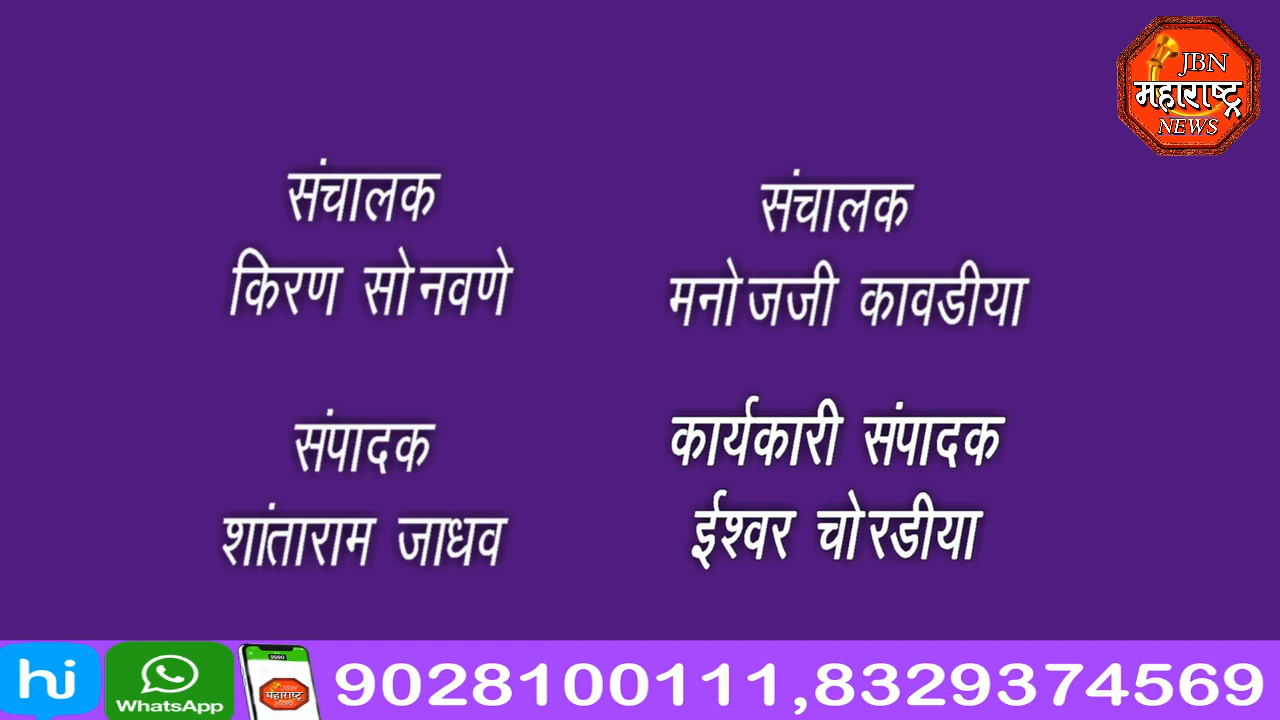 JBN
महाराष्ट्र
NEWS
संचालक
किरण सोनवणे
संचालक
मनोजजी कावडीया
संपादक
शांताराम जाधव
कार्यकारी संपादक
ईश्वर चोरडीया
hi
WhatsApp
महाराष्ट्र
9028100111,8329374569